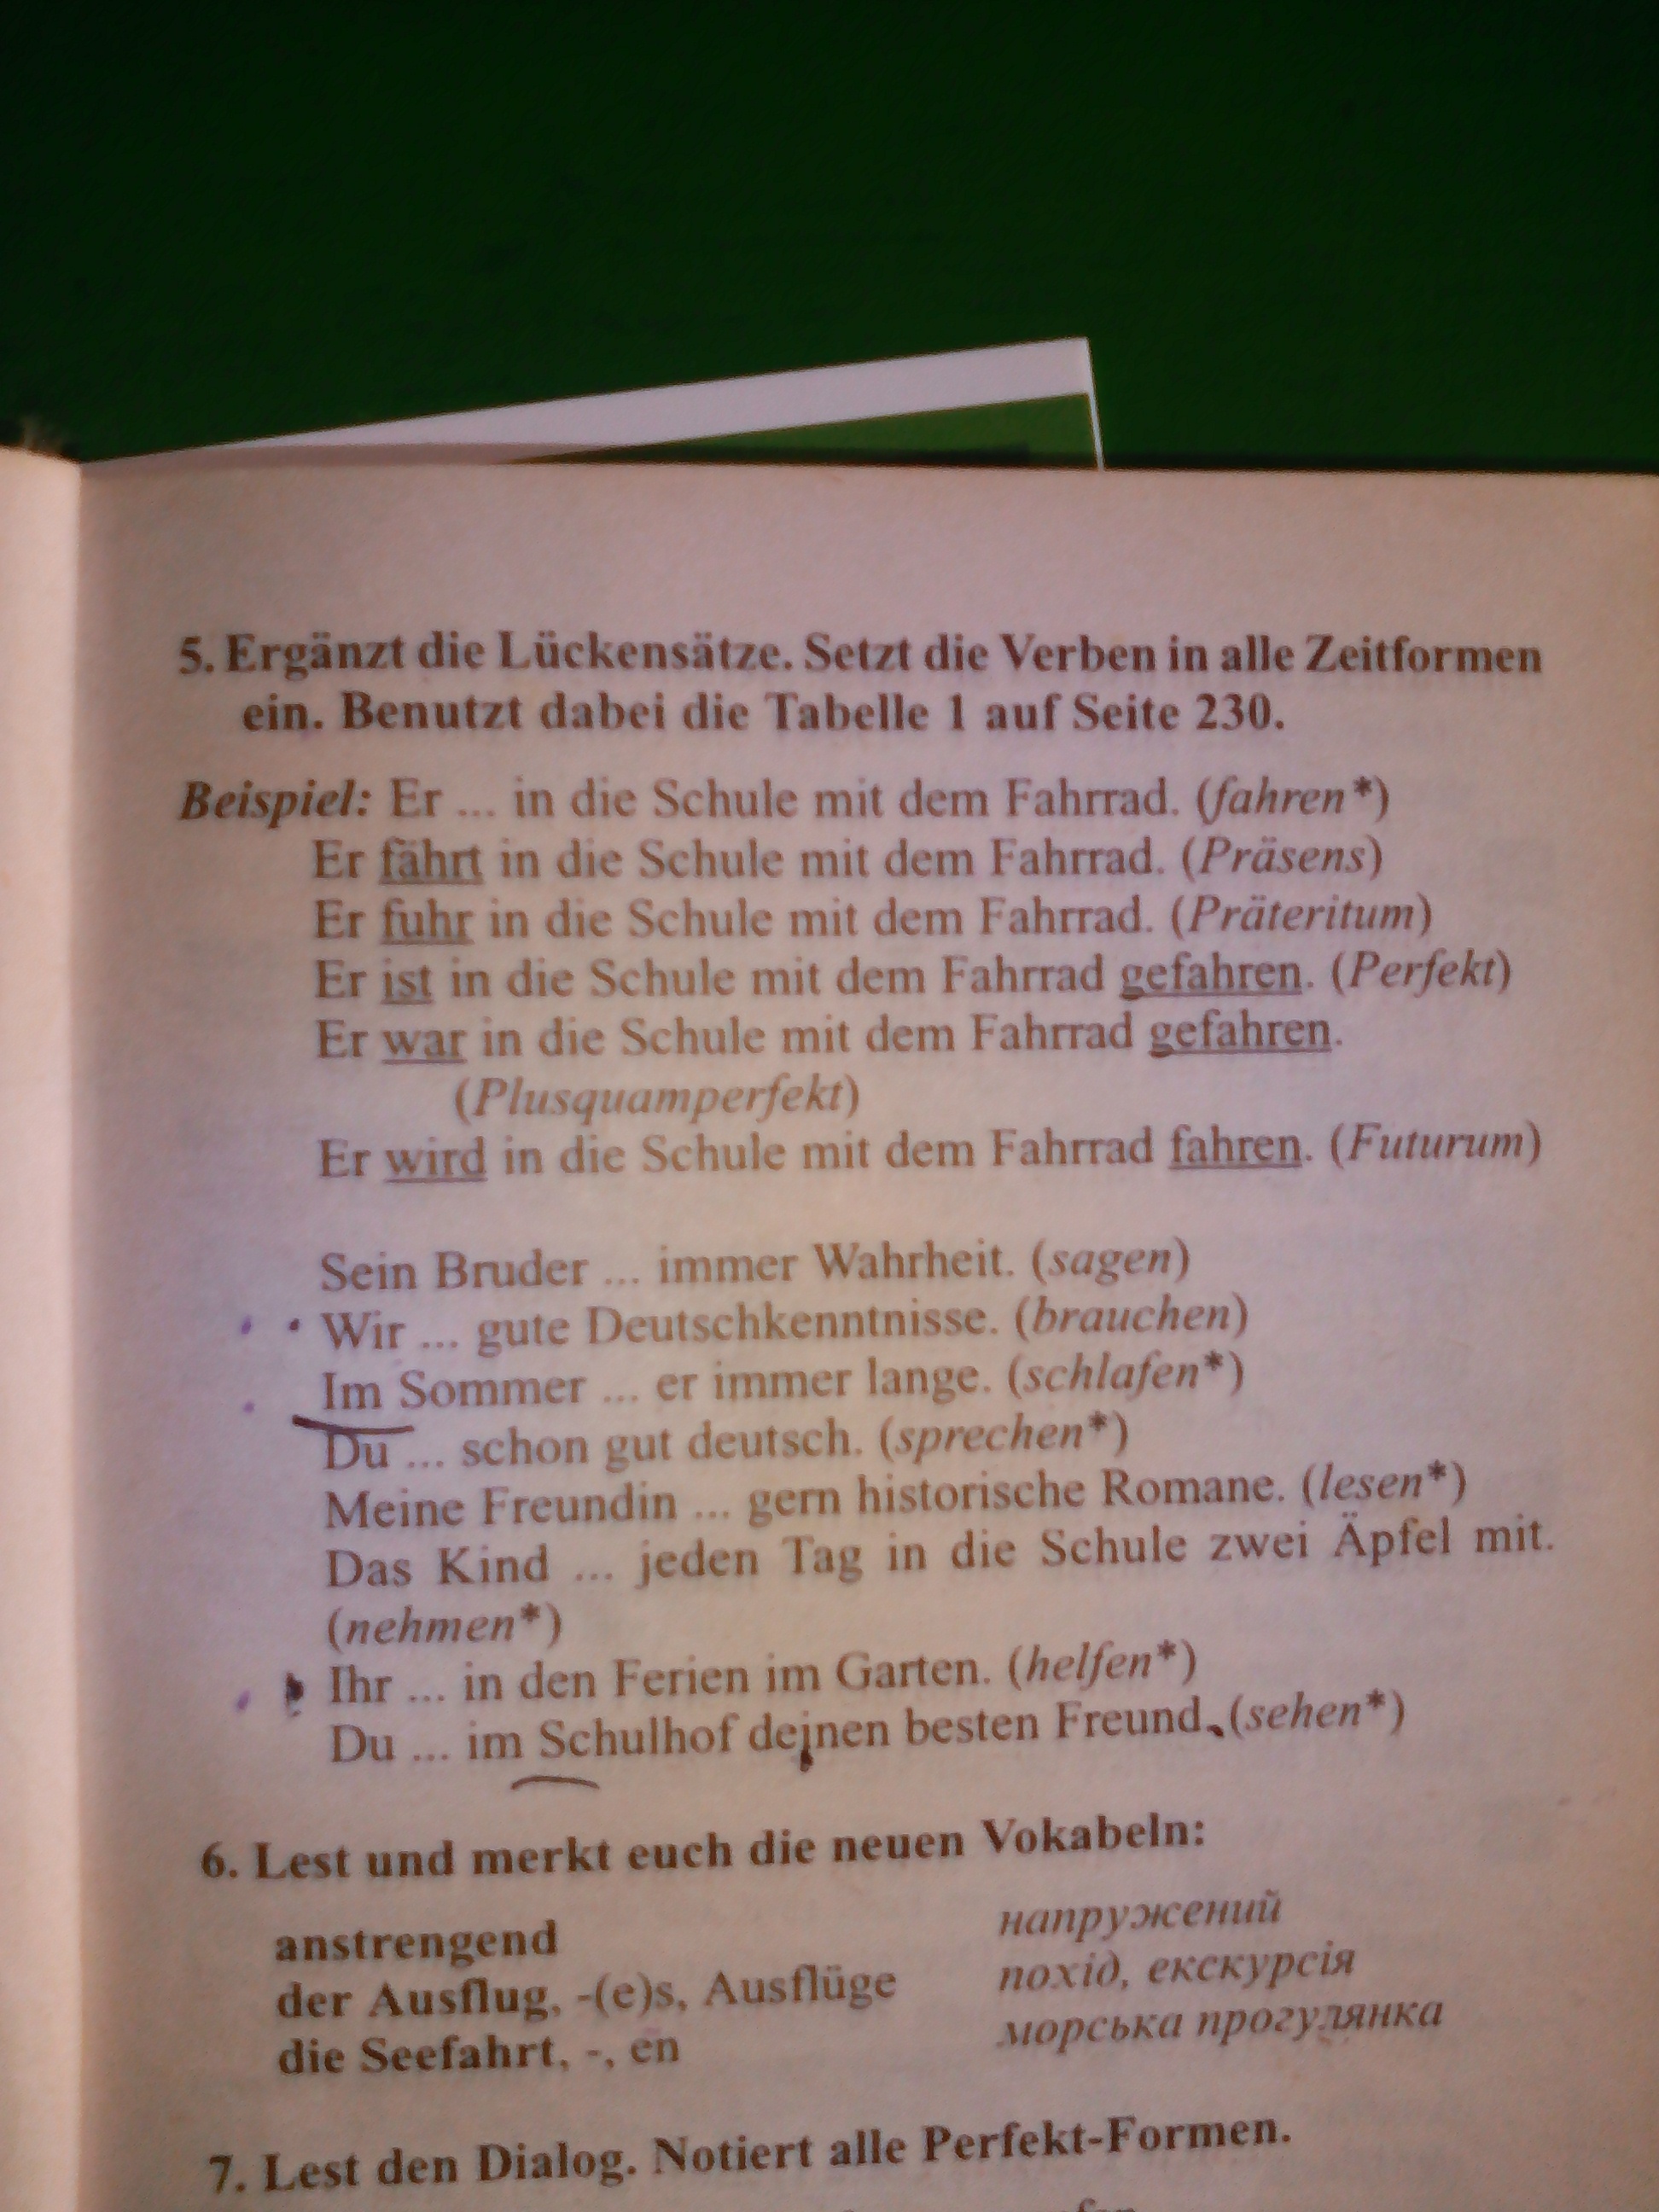 5. Ergänzt die Lückensätze. Setzt die Verben in alle Zeitformen
ein. Benutzt dabei die Tabelle 1 auf Seite 230.
Beispiel: Er ... in die Schule mit dem Fahrrad. (fahren*)
Er fährt in die Schule mit dem Fahrrad. (Präsens)
Er fuhr in die Schule mit dem Fahrrad. (Präteritum)
Er ist in die Schule mit dem Fahrrad gefahren. (Perfekt)
Er war in die Schule mit dem Fahrrad gefahren.
(Plusquamperfekt)
Er wird in die Schule mit dem Fahrrad fahren. (Futurum)
Sein Bruder ... immer Wahrheit. (sagen)
Wir ... gute Deutschkenntnisse. (brauchen)
Im Sommer ... er immer lange. (schlafen*)
Du ... schon gut deutsch. (sprechen*)
Meine Freundin ... gern historische Romane. (lesen*)
Das Kind ... jeden Tag in die Schule zwei Äpfel mit.
(nehmen*)
Ihr ... in den Ferien im Garten. (helfen*)
Du ... im Schulhof deinen besten Freund. (sehen*)
6. Lest und merkt euch die neuen Vokabeln:
anstrengend напружений
der Ausflug, -(e)s, Ausflüge похід, екскурсія
die Seefahrt, -, en морська прогулянка
7. Lest den Dialog. Notiert alle Perfekt-Formen.